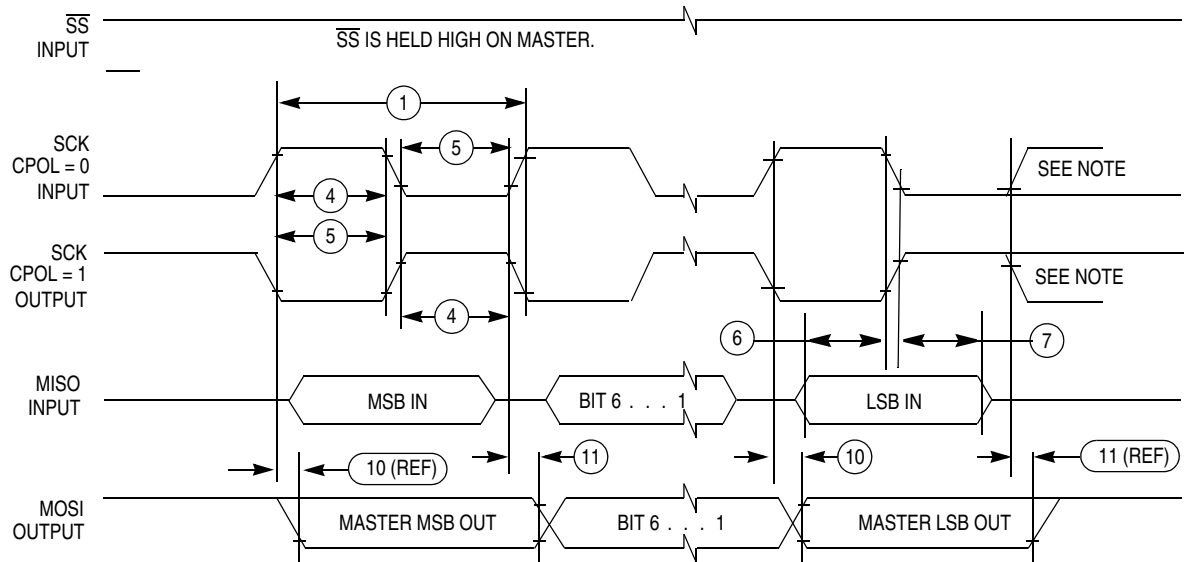 SS
INPUT
SS IS HELD HIGH ON MASTER.
1
SCK
CPOL = 0
INPUT
5
SEE NOTE
4
5
SCK
CPOL = 1
OUTPUT
SEE NOTE
4
6
7
MISO
INPUT
MSB IN
BIT 6 . . . 1
LSB IN
10 (REF)
11
10
11 (REF)
MOSI
OUTPUT
MASTER MSB OUT
BIT 6 . . . 1
MASTER LSB OUT